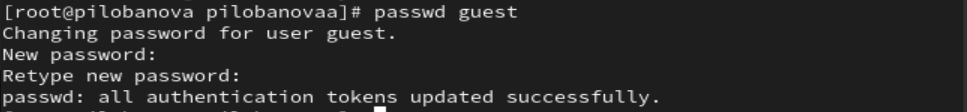 [root@pilobanova pilobanovaa]# passwd guest
Changing password for user guest.
New password:
Retype new password:
passwd: all authentication tokens updated successfully.